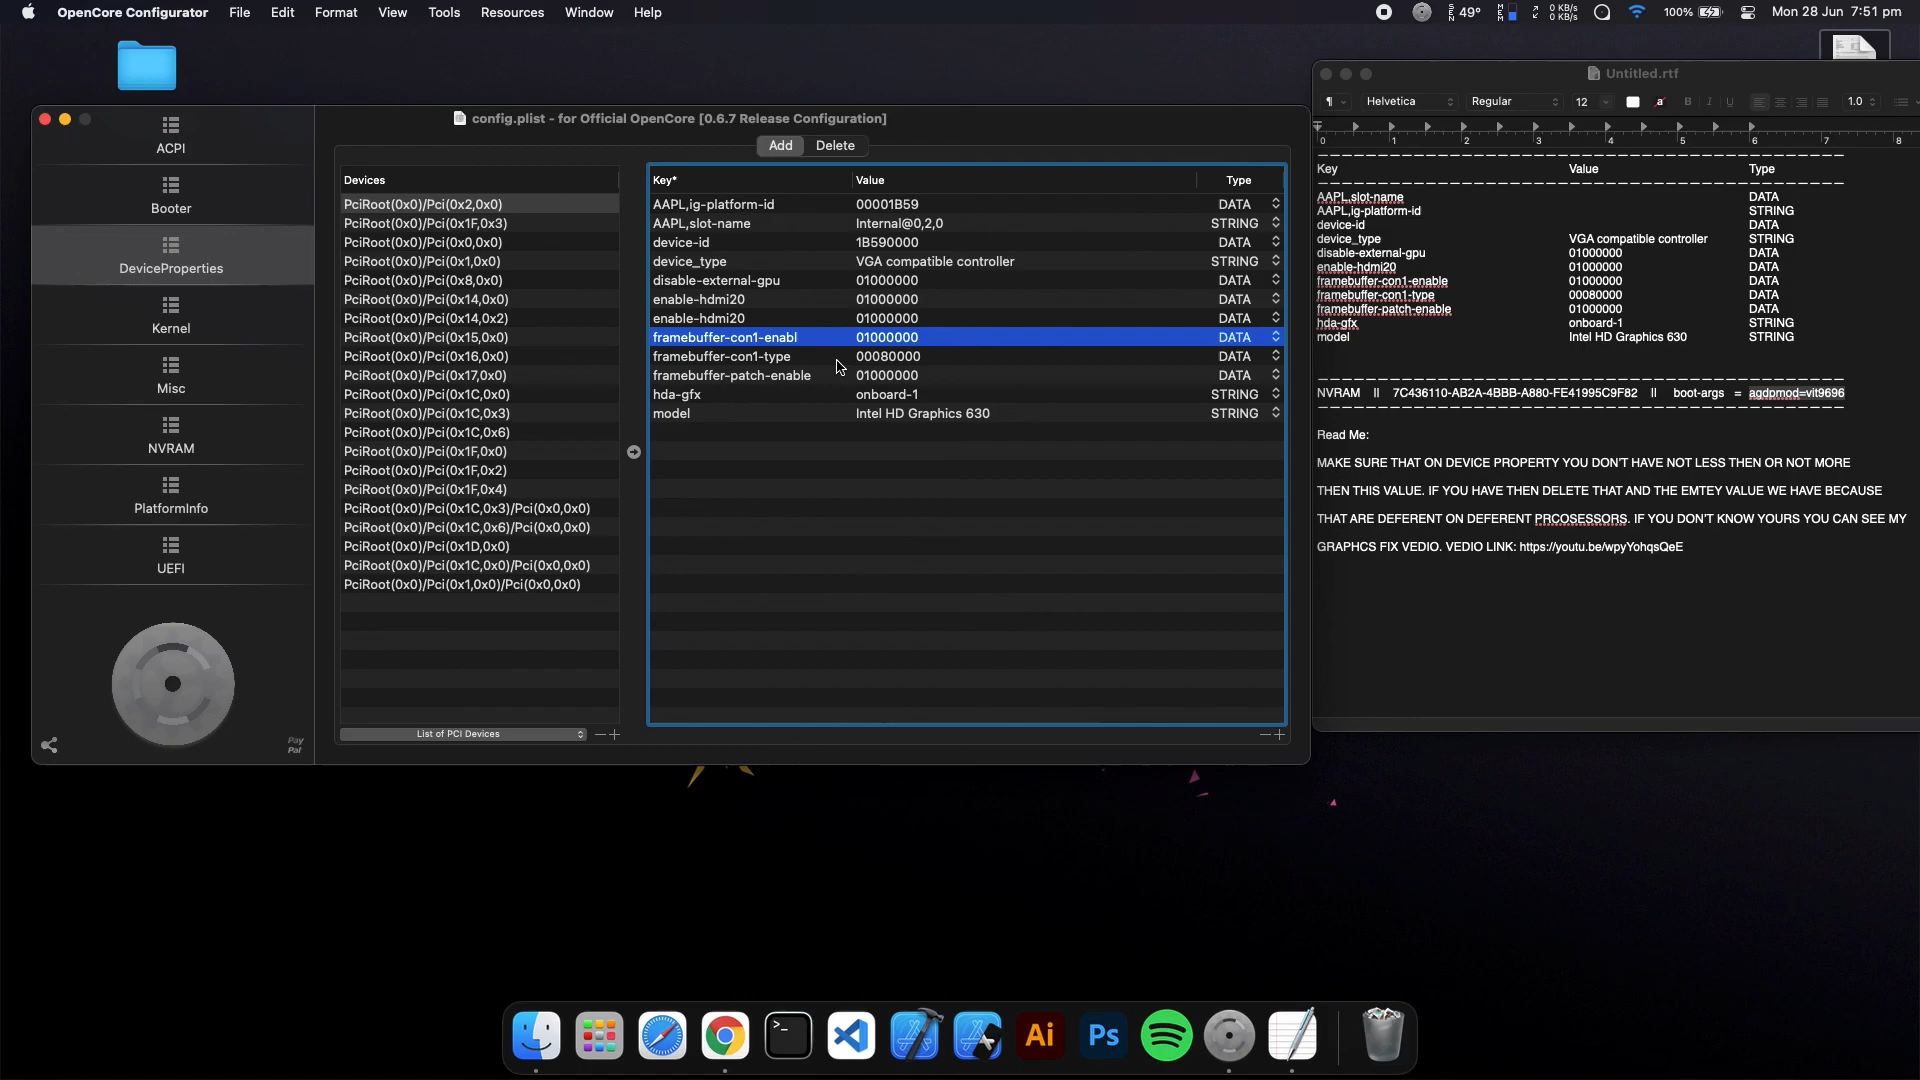 OpenCore Configurator File Edit Format View Tools Resources Window Help
49° 0 KB/s 0 KB/s 100% Mon 28 Jun 7:51 pm
config.plist - for Official OpenCore [0.6.7 Release Configuration]
Add Delete
ACPI
Booter
DeviceProperties
Kernel
Misc
NVRAM
PlatformInfo
UEFI
Pay
Pal
Devices
PciRoot(0x0)/Pci(0x2,0x0)
PciRoot(0x0)/Pci(0x1F,0x3)
PciRoot(0x0)/Pci(0x0,0x0)
PciRoot(0x0)/Pci(0x1,0x0)
PciRoot(0x0)/Pci(0x8,0x0)
PciRoot(0x0)/Pci(0x14,0x0)
PciRoot(0x0)/Pci(0x14,0x2)
PciRoot(0x0)/Pci(0x15,0x0)
PciRoot(0x0)/Pci(0x16,0x0)
PciRoot(0x0)/Pci(0x17,0x0)
PciRoot(0x0)/Pci(0x1C,0x0)
PciRoot(0x0)/Pci(0x1C,0x3)
PciRoot(0x0)/Pci(0x1C,0x6)
PciRoot(0x0)/Pci(0x1F,0x0)
PciRoot(0x0)/Pci(0x1F,0x2)
PciRoot(0x0)/Pci(0x1F,0x4)
PciRoot(0x0)/Pci(0x1C,0x3)/Pci(0x0,0x0)
PciRoot(0x0)/Pci(0x1C,0x6)/Pci(0x0,0x0)
PciRoot(0x0)/Pci(0x1D,0x0)
PciRoot(0x0)/Pci(0x1C,0x0)/Pci(0x0,0x0)
PciRoot(0x0)/Pci(0x1,0x0)/Pci(0x0,0x0)
List of PCI Devices
Key* Value Type
AAPL,ig-platform-id 00001B59 DATA
AAPL,slot-name Internal@0,2,0 STRING
device-id 1B590000 DATA
device_type VGA compatible controller STRING
disable-external-gpu 01000000 DATA
enable-hdmi20 01000000 DATA
enable-hdmi20 01000000 DATA
framebuffer-con1-enabl 01000000 DATA
framebuffer-con1-type 00080000 DATA
framebuffer-patch-enable 01000000 DATA
hda-gfx onboard-1 STRING
model Intel HD Graphics 630 STRING
Untitled.rtf
Helvetica Regular 12 a B I U 1.0
0 1 2 3 4 5 6 7 8
Key Value Type
AAPL,slot-name DATA
AAPL,ig-platform-id STRING
device-id DATA
device_type VGA compatible controller STRING
disable-external-gpu 01000000 DATA
enable-hdmi20 01000000 DATA
framebuffer-con1-enable 01000000 DATA
framebuffer-con1-type 00080000 DATA
framebuffer-patch-enable 01000000 DATA
hda-gfx onboard-1 STRING
model Intel HD Graphics 630 STRING
NVRAM || 7C436110-AB2A-4BBB-A880-FE41995C9F82 || boot-args = agdpmod=vit9696
Read Me:
MAKE SURE THAT ON DEVICE PROPERTY YOU DON'T HAVE NOT LESS THEN OR NOT MORE
THEN THIS VALUE. IF YOU HAVE THEN DELETE THAT AND THE EMTEY VALUE WE HAVE BECAUSE
THAT ARE DEFERENT ON DEFERENT PRCOSESSORS. IF YOU DON'T KNOW YOURS YOU CAN SEE MY
GRAPHCS FIX VEDIO. VEDIO LINK: https://youtu.be/wpyYohqsQeE
Ai Ps